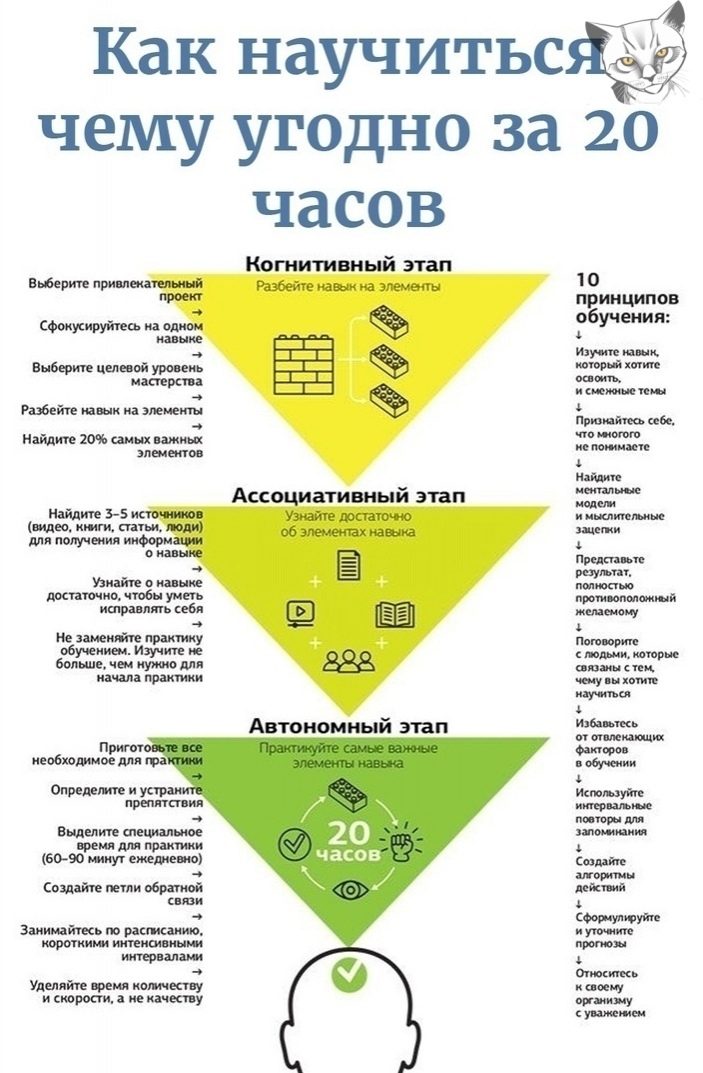 Как научиться
чему угодно за 20
часов
Когнитивный этап
Разбейте навык на элементы
Выберите привлекательный
проект
→
Сфокусируйтесь на одном
навыке
→
Выберите целевой уровень
мастерства
→
Разбейте навык на элементы
→
Найдите 20% самых важных
элементов
Ассоциативный этап
Узнайте достаточно
об элементах навыка
Найдите 3–5 источников
(видео, книги, статьи, люди)
для получения информации
о навыке
→
Узнайте о навыке
достаточно, чтобы уметь
исправлять себя
→
Не заменяйте практику
обучением. Изучите не
больше, чем нужно для
начала практики
Автономный этап
Практикуйте самые важные
элементы навыка
20
часов
Приготовьте все
необходимое для практики
→
Определите и устраните
препятствия
→
Выделите специальное
время для практики
(60–90 минут ежедневно)
→
Создайте петли обратной
связи
→
Занимайтесь по расписанию,
короткими интенсивными
интервалами
→
Уделяйте время количеству
и скорости, а не качеству
10
принципов
обучения:
↓
Изучите навык,
который хотите
освоить,
и смежные темы
↓
Признайтесь себе,
что многого
не понимаете
↓
Найдите
ментальные
модели
и мыслительные
зацепки
↓
Представьте
результат,
полностью
противоположный
желаемому
↓
Поговорите
с людьми, которые
связаны с тем,
чему вы хотите
научиться
↓
Избавьтесь
от отвлекающих
факторов
в обучении
↓
Используйте
интервальные
повторы для
запоминания
↓
Создайте
алгоритмы
действий
↓
Сформулируйте
и уточните
прогнозы
↓
Относитесь
к своему
организму
с уважением